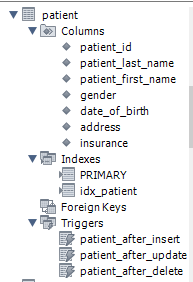 patient
Columns
patient_id
patient_last_name
patient_first_name
gender
date_of_birth
address
insurance
Indexes
PRIMARY
idx_patient
Foreign Keys
Triggers
patient_after_insert
patient_after_update
patient_after_delete